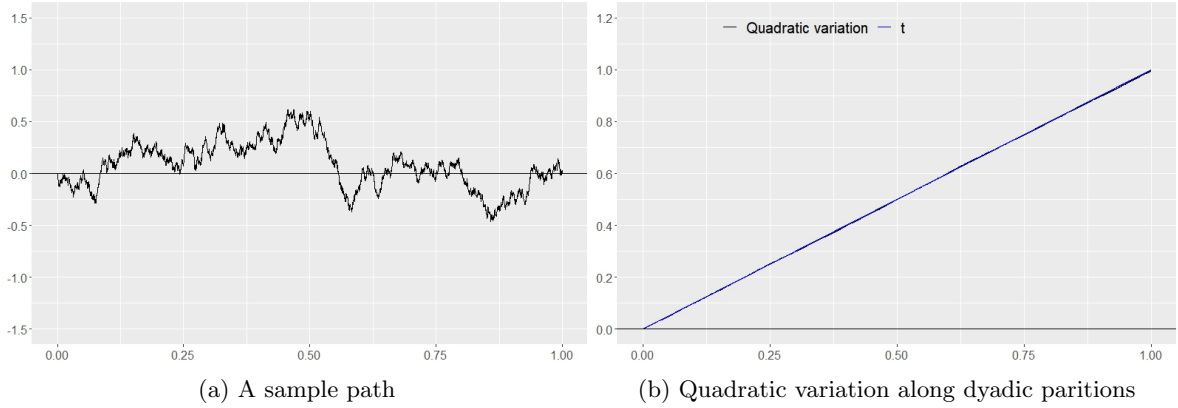 1.5
1.0
0.5
0.0
-0.5
-1.0
-1.5
0.00 0.25 0.50 0.75 1.00
(a) A sample path
Quadratic variation t
1.2
1.0
0.8
0.6
0.4
0.2
0.0
0.00 0.25 0.50 0.75 1.00
(b) Quadratic variation along dyadic paritions